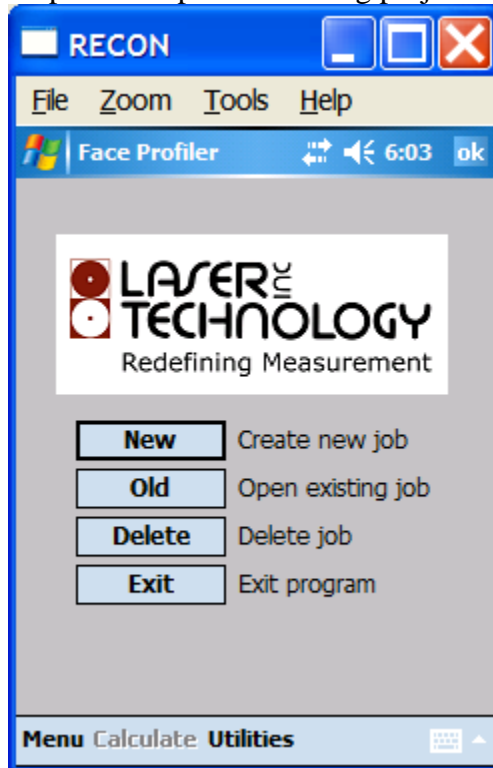 RECON
File Zoom Tools Help
Face Profiler 6:03 ok
LASER INC
TECHNOLOGY
Redefining Measurement
New Create new job
Old Open existing job
Delete Delete job
Exit Exit program
Menu Calculate Utilities